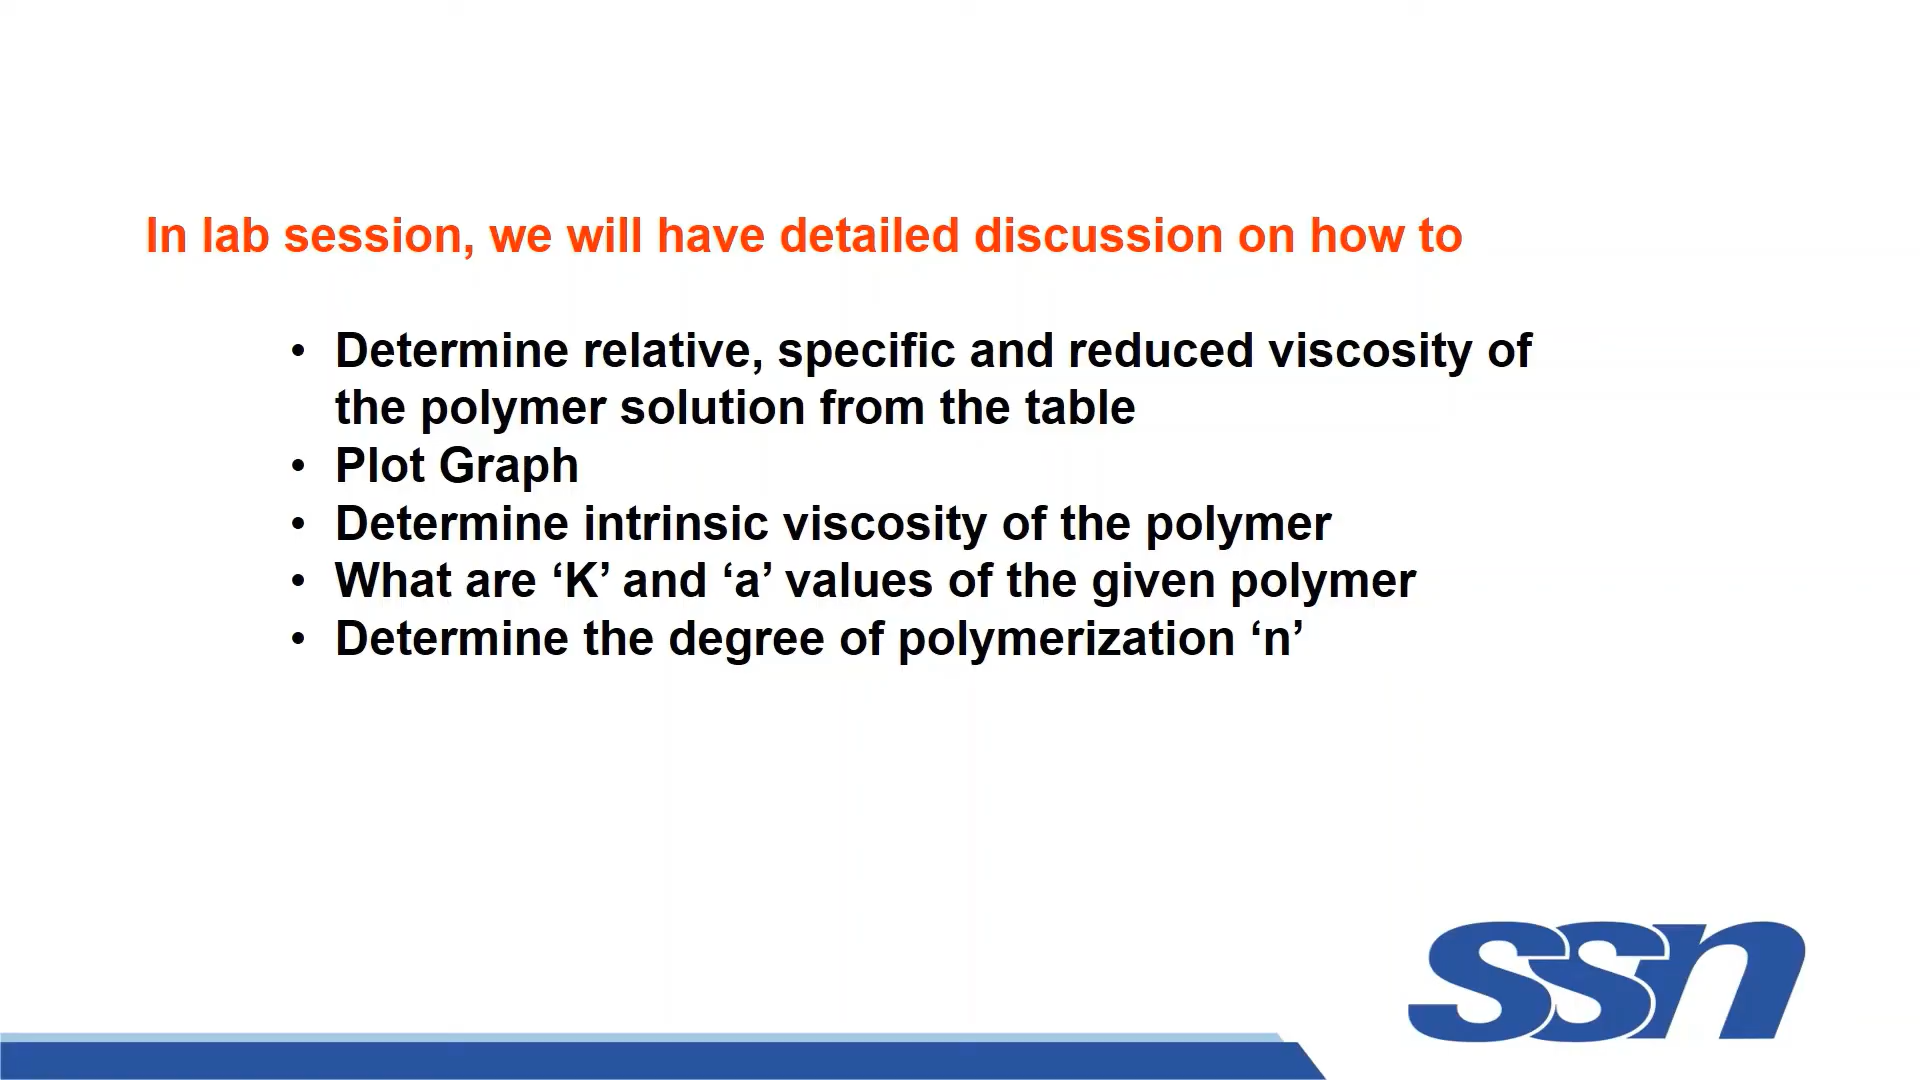 In lab session, we will have detailed discussion on how to
• Determine relative, specific and reduced viscosity of
the polymer solution from the table
• Plot Graph
• Determine intrinsic viscosity of the polymer
• What are ‘K’ and ‘a’ values of the given polymer
• Determine the degree of polymerization ‘n’
ssn